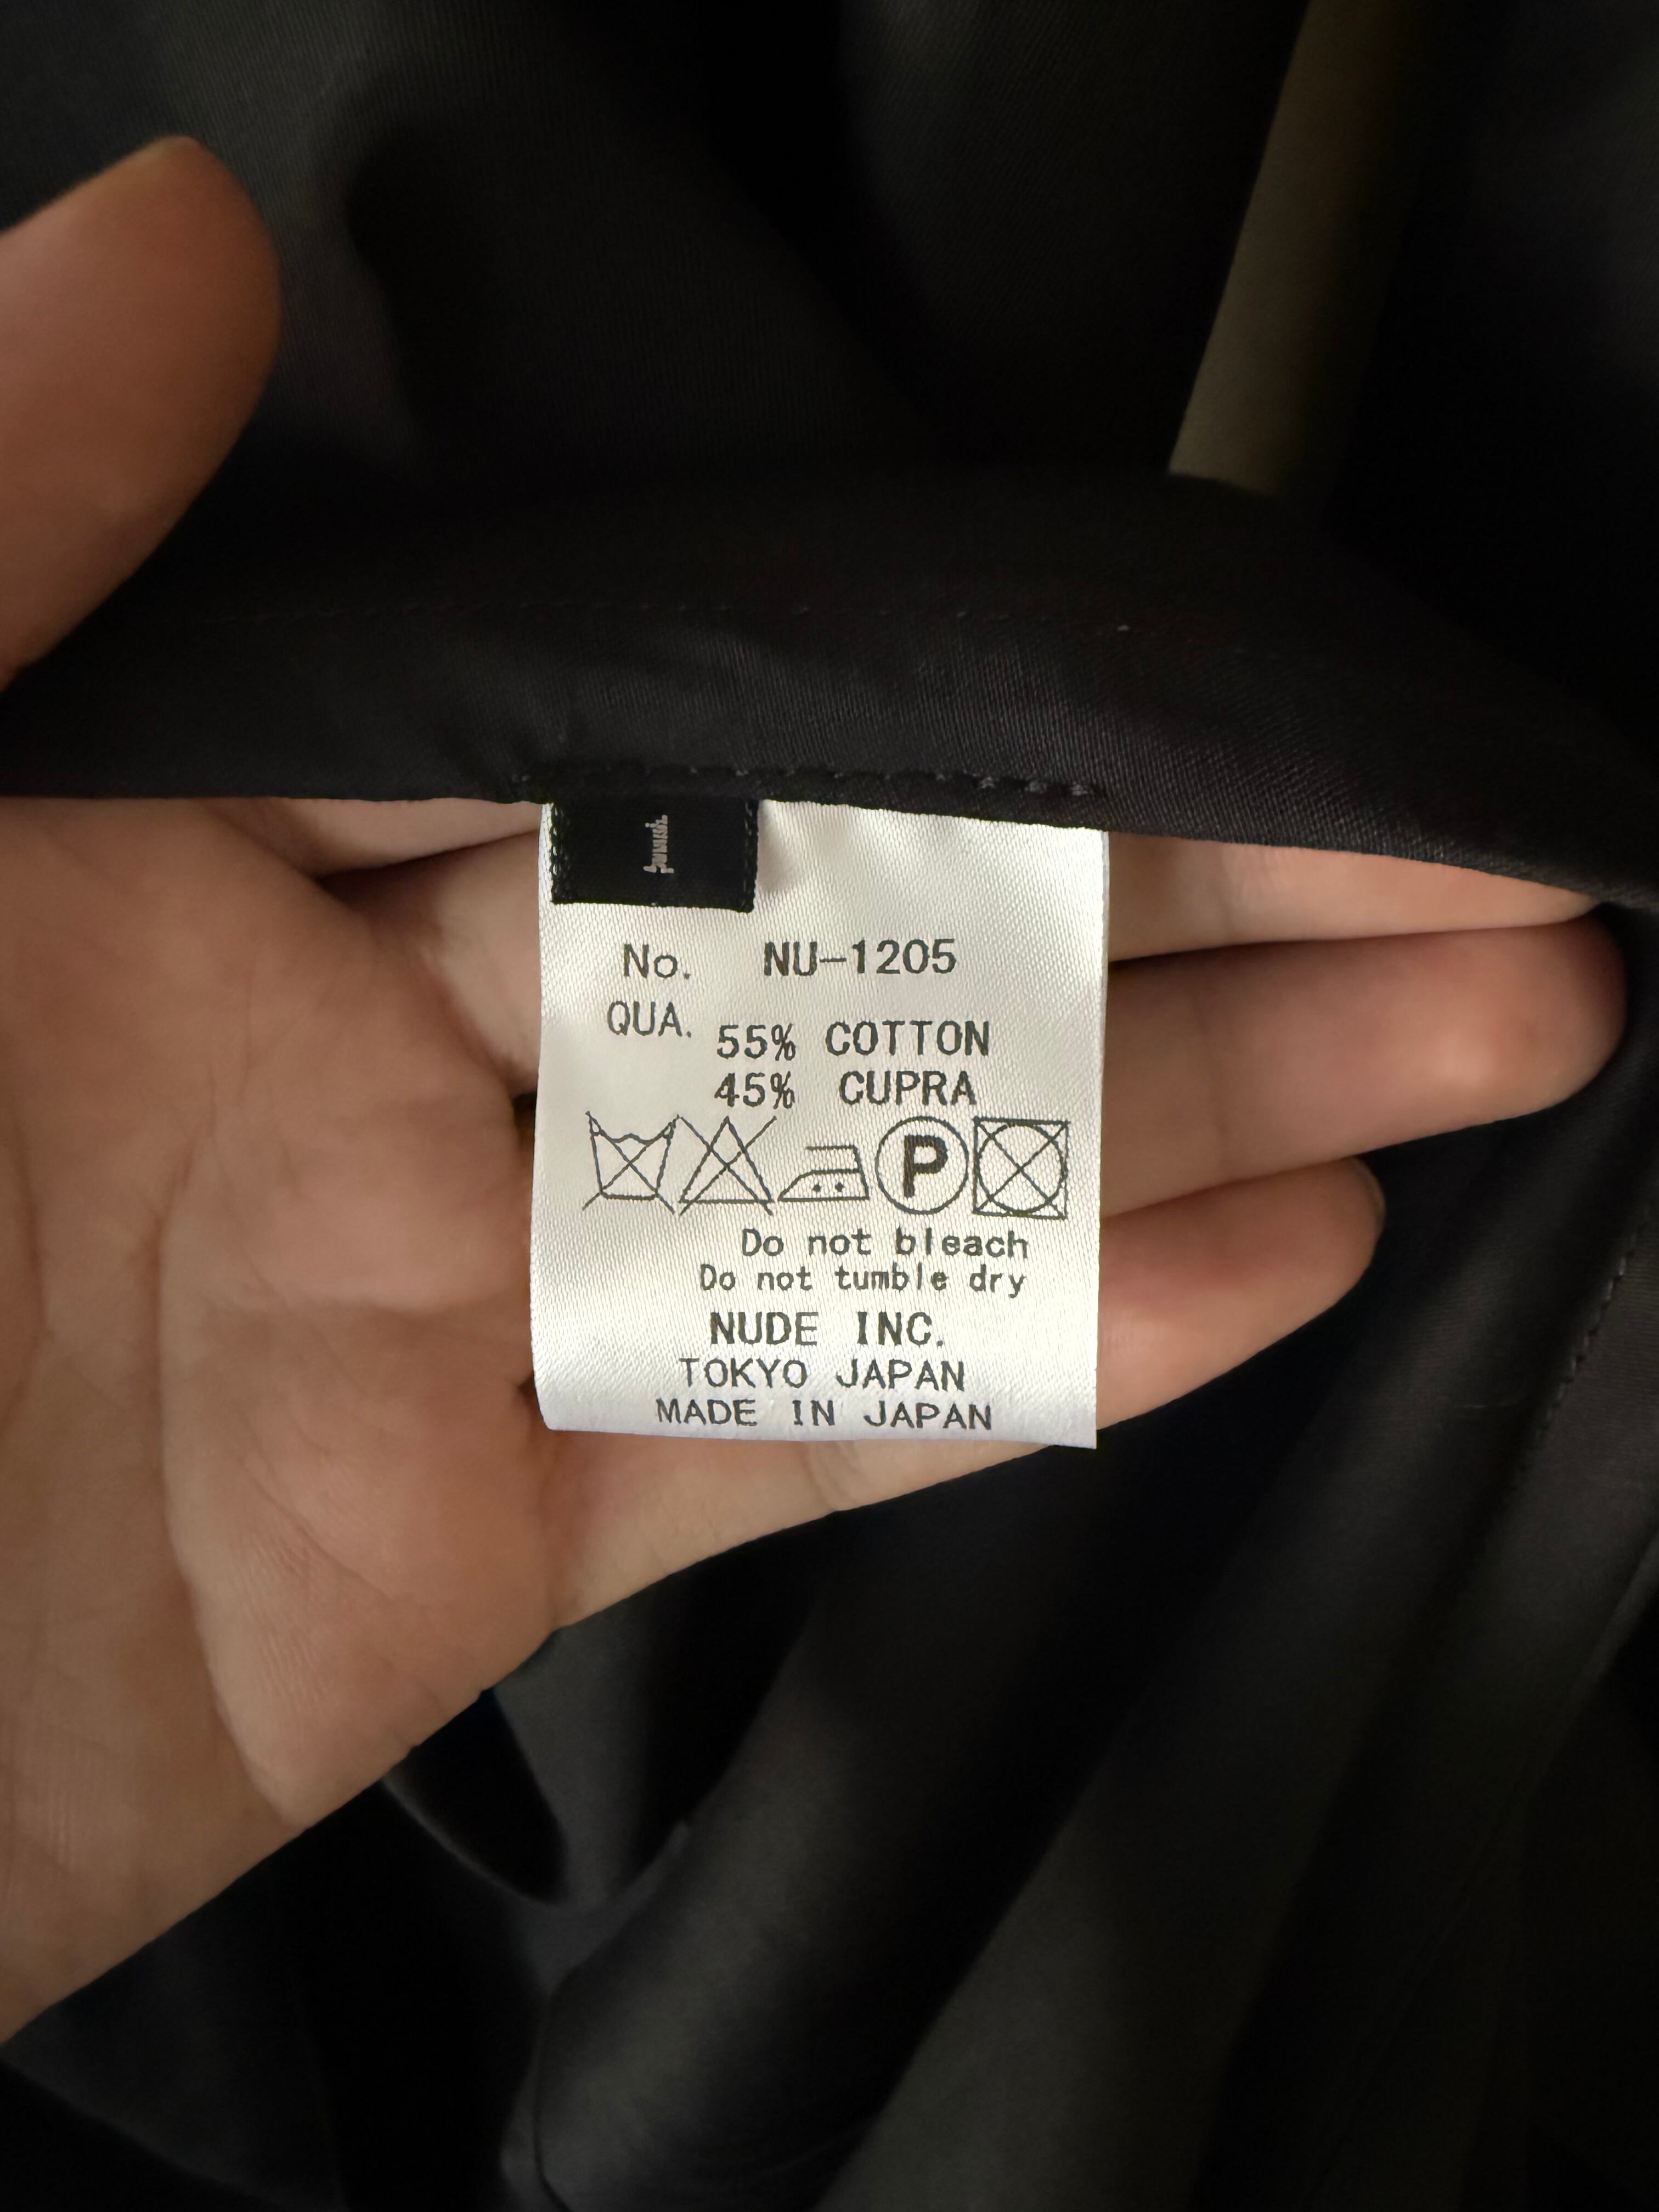 1
No. NU-1205
QUA. 55% COTTON
45% CUPRA
P
Do not bleach
Do not tumble dry
NUDE INC.
TOKYO JAPAN
MADE IN JAPAN